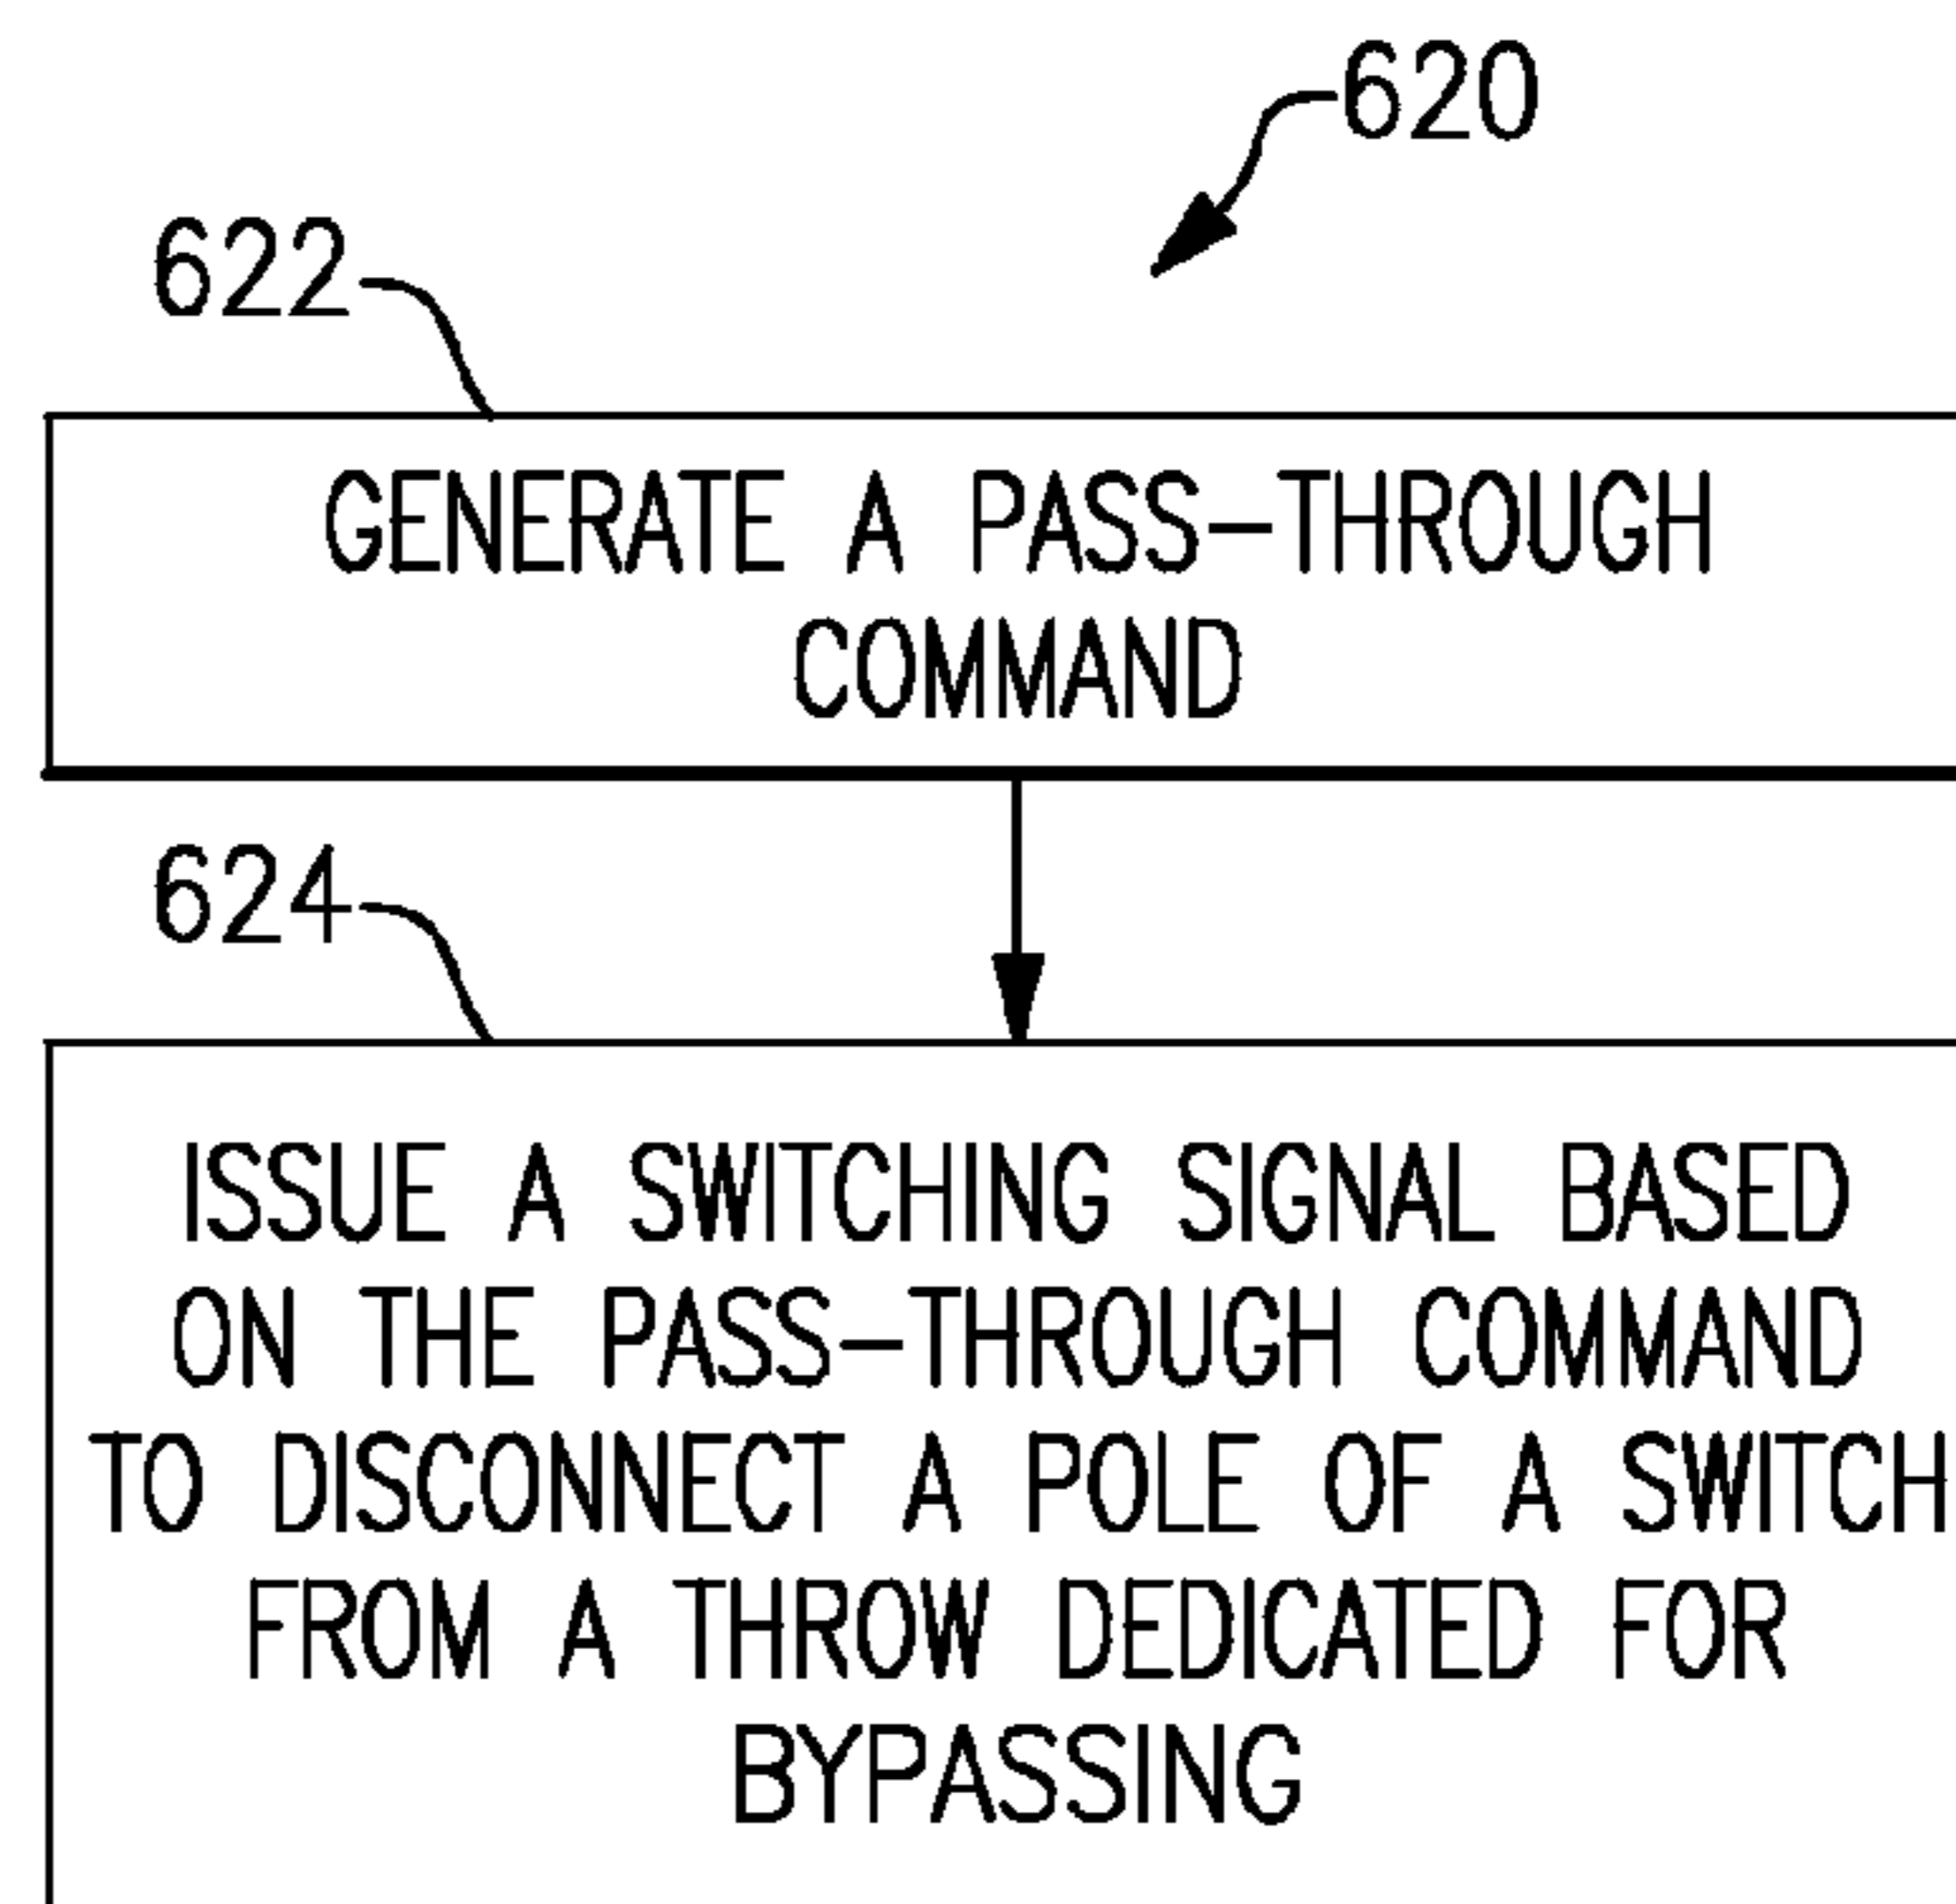 620
622
GENERATE A PASS-THROUGH
COMMAND
624
ISSUE A SWITCHING SIGNAL BASED
ON THE PASS-THROUGH COMMAND
TO DISCONNECT A POLE OF A SWITCH
FROM A THROW DEDICATED FOR
BYPASSING